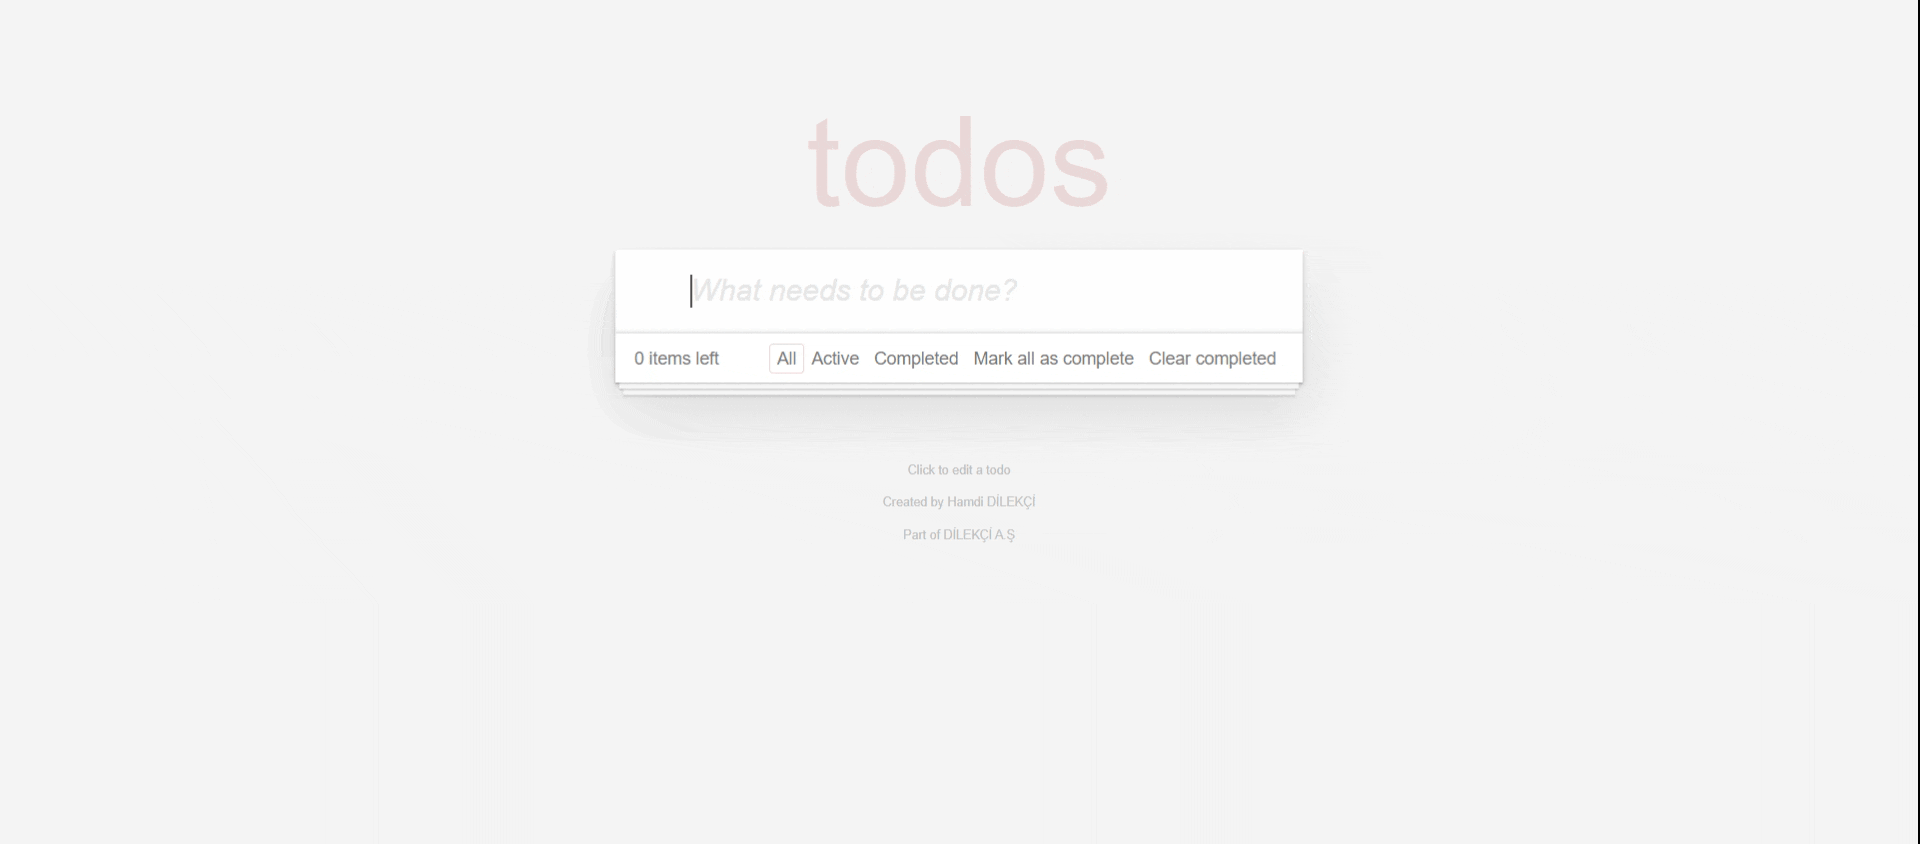 todos
What needs to be done?
0 items left All Active Completed Mark all as complete Clear completed
Click to edit a todo
Created by Hamdi DİLEKÇİ
Part of DİLEKÇİ A.Ş